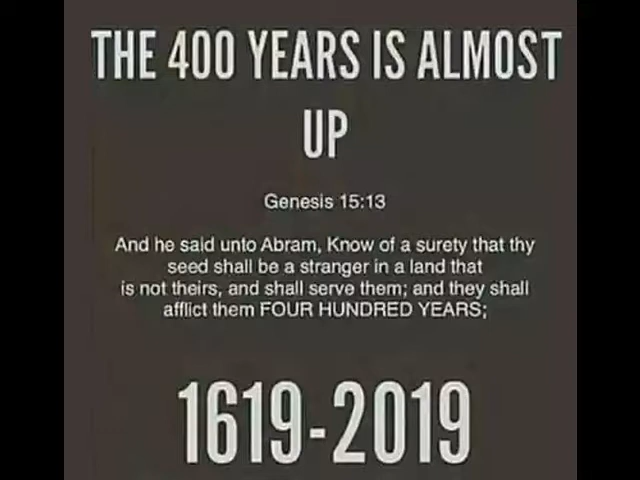 THE 400 YEARS IS ALMOST
UP
Genesis 15:13
And he said unto Abram, Know of a surety that thy
seed shall be a stranger in a land that
is not theirs, and shall serve them; and they shall
afflict them FOUR HUNDRED YEARS;
1619-2019